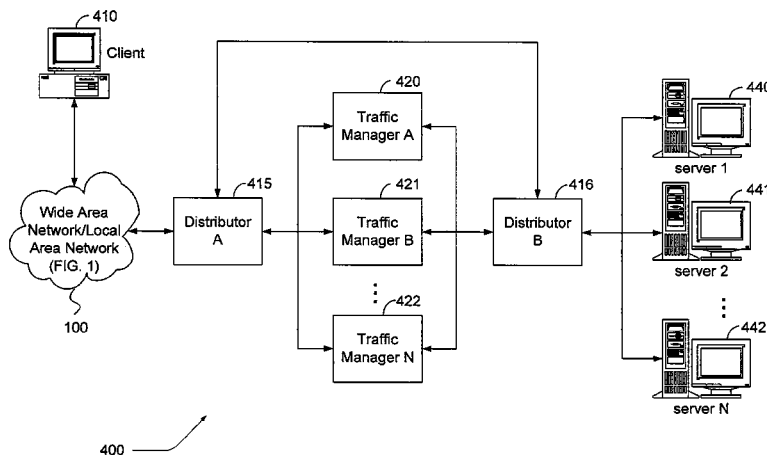 410
Client
420
Traffic
Manager A
440
server 1
415
Distributor
A
421
Traffic
Manager B
416
Distributor
B
441
server 2
Wide Area
Network/Local
Area Network
(FIG. 1)
100
422
Traffic
Manager N
442
server N
400